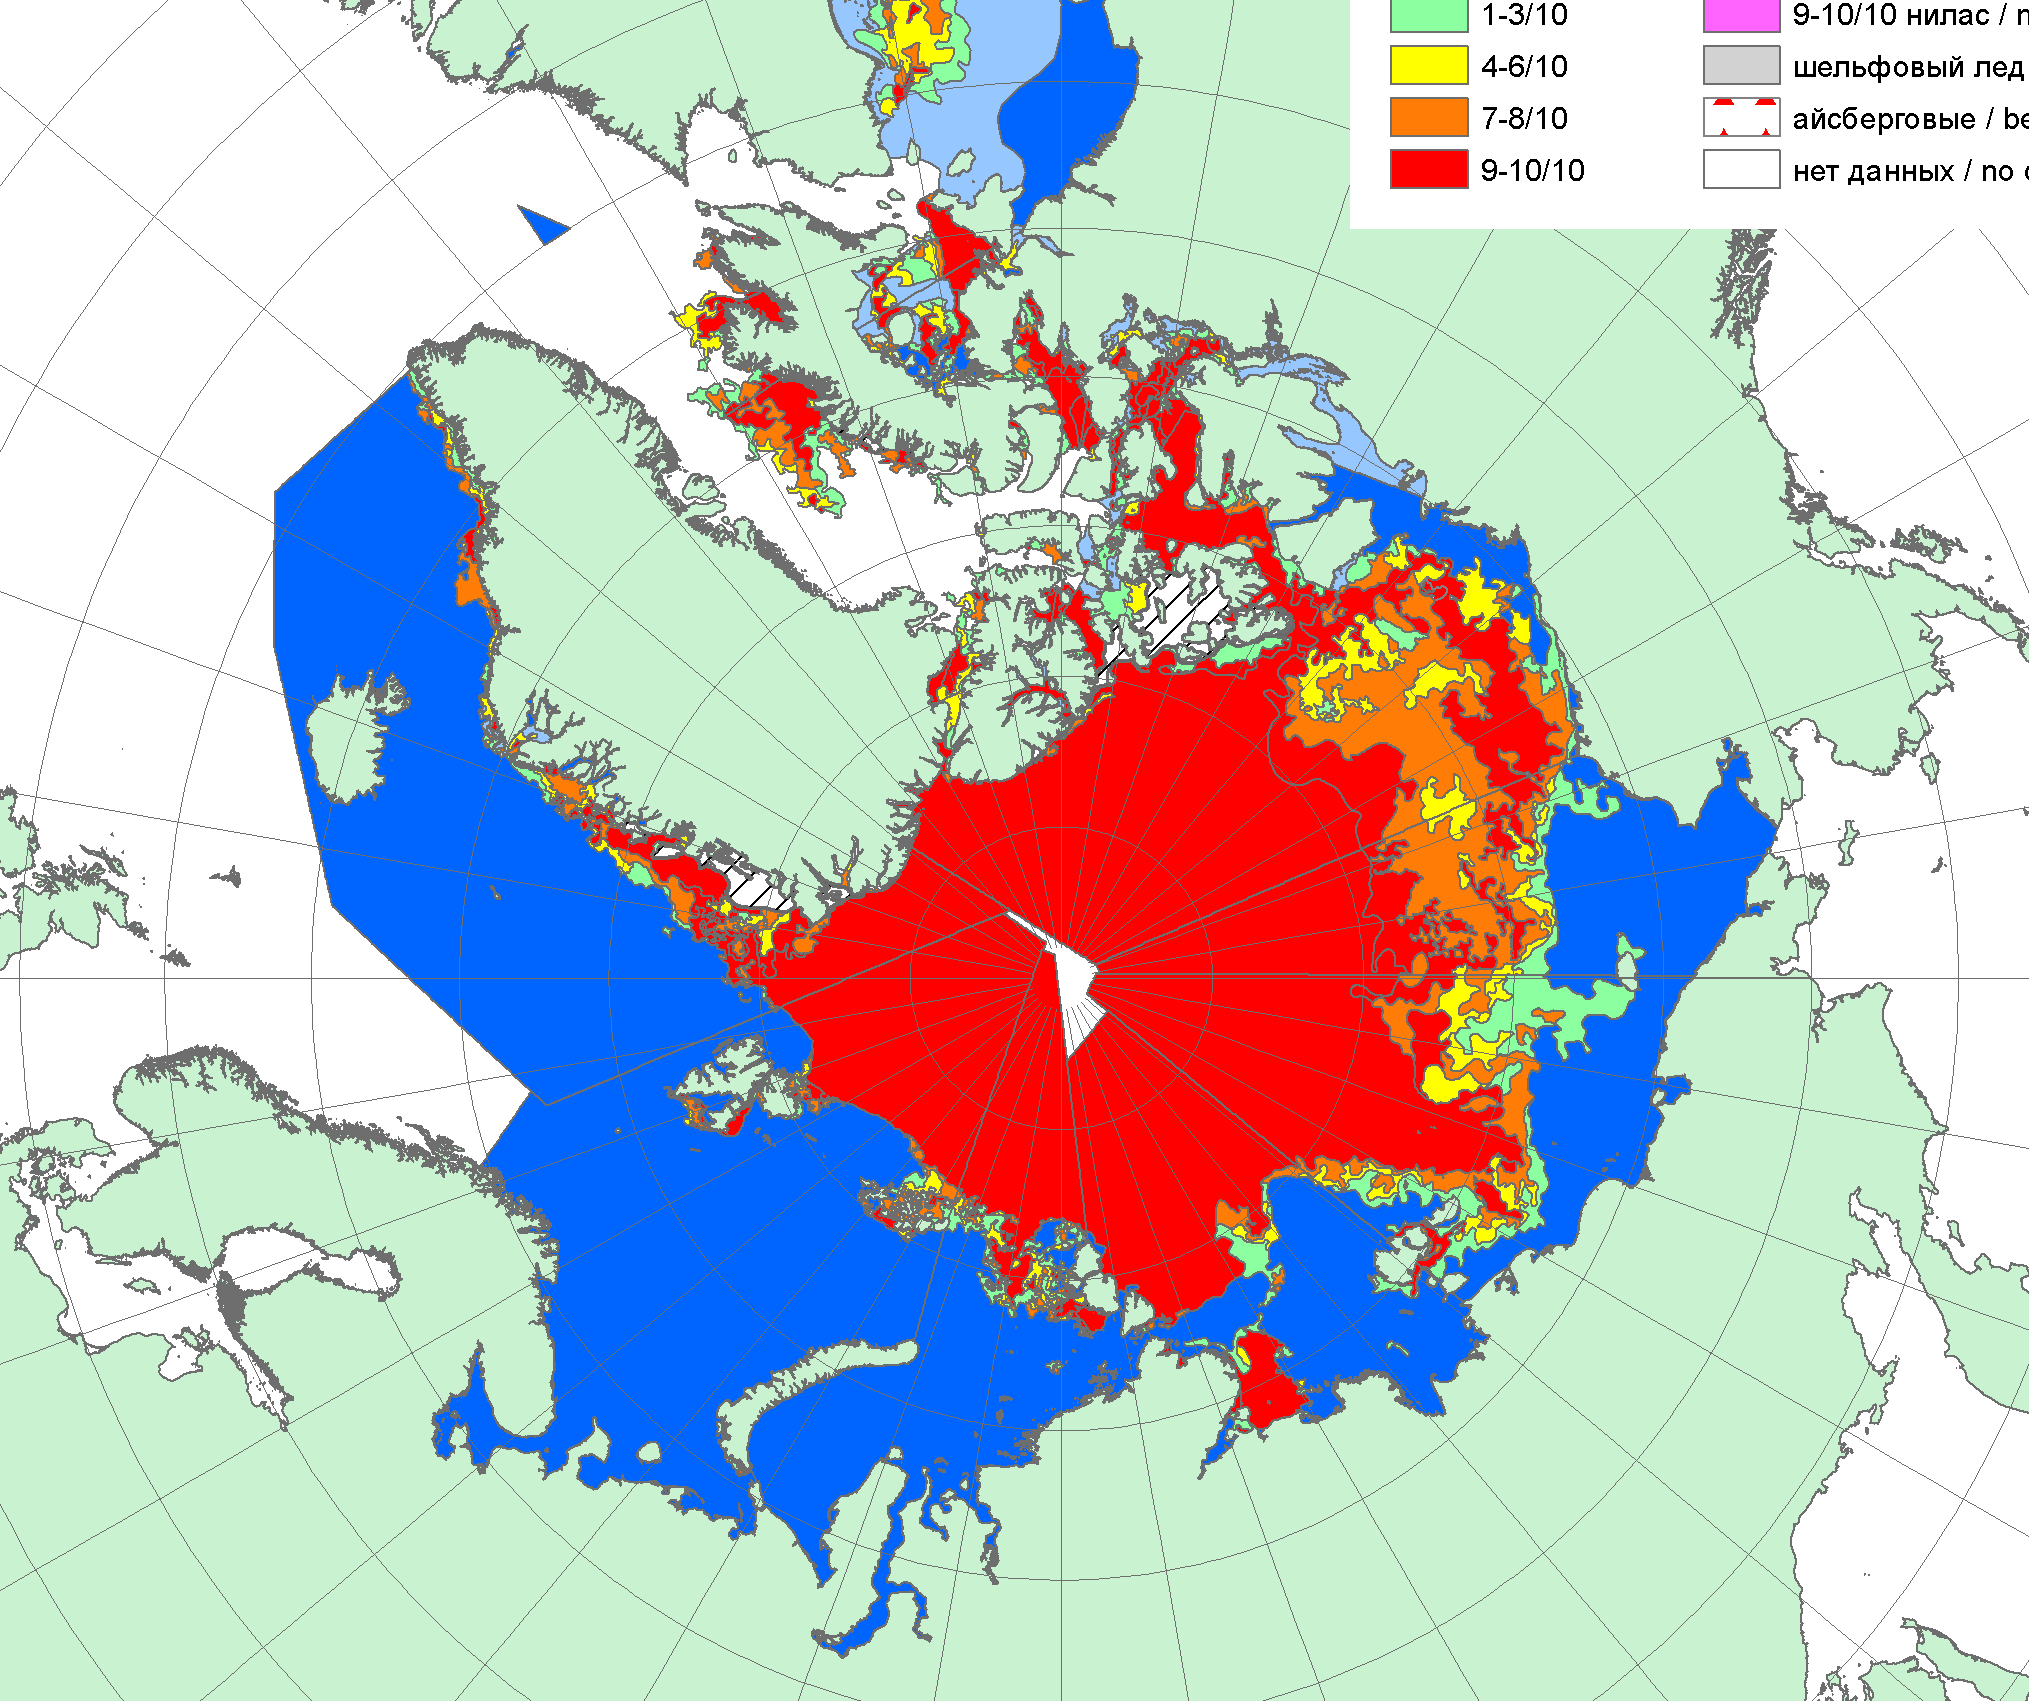 1-3/10
4-6/10
7-8/10
9-10/10
9-10/10 нилас /
шельфовый лед
айсберговые /
нет данных / no